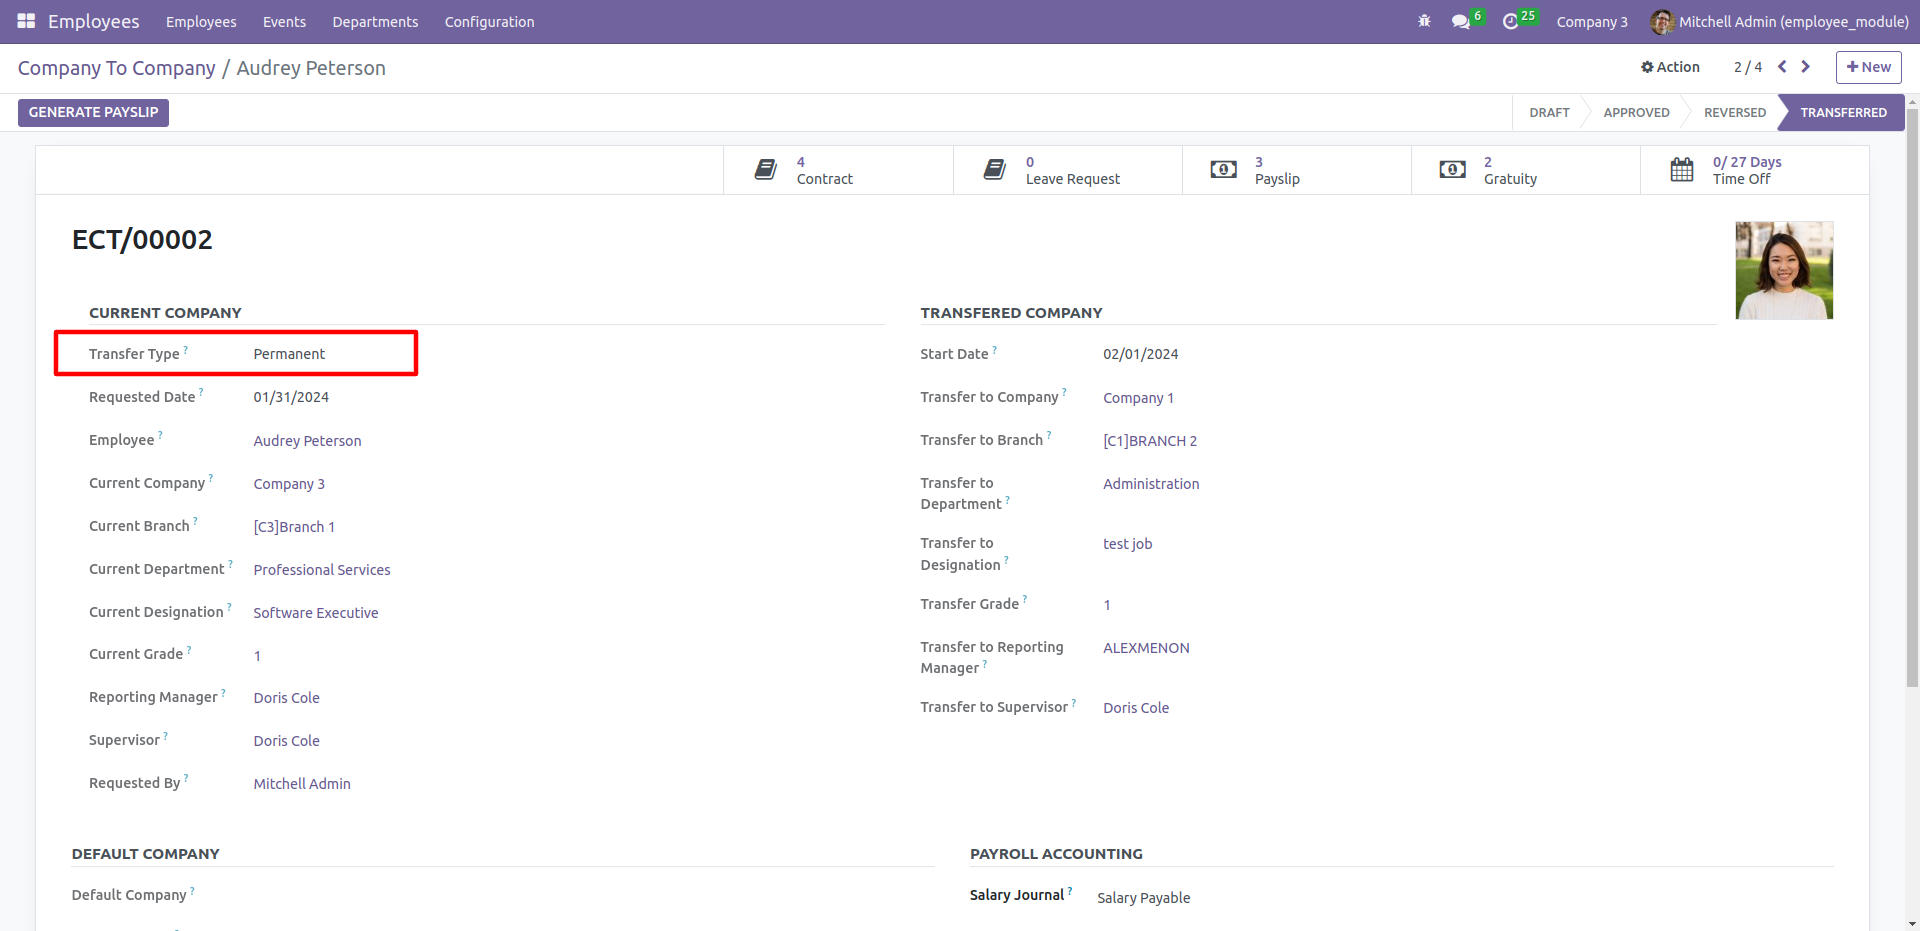 Employees Employees Events Departments Configuration 6 25 Company 3 Mitchell Admin (employee_module)
Company To Company / Audrey Peterson Action 2 / 4 New
GENERATE PAYSLIP DRAFT APPROVED REVERSED TRANSFERRED
4 Contract
0 Leave Request
3 Payslip
2 Gratuity
0/ 27 Days Time Off
ECT/00002
CURRENT COMPANY
Transfer Type ? Permanent
Requested Date ? 01/31/2024
Employee ? Audrey Peterson
Current Company ? Company 3
Current Branch ? [C3]Branch 1
Current Department ? Professional Services
Current Designation ? Software Executive
Current Grade ? 1
Reporting Manager ? Doris Cole
Supervisor ? Doris Cole
Requested By ? Mitchell Admin
TRANSFERED COMPANY
Start Date ? 02/01/2024
Transfer to Company ? Company 1
Transfer to Branch ? [C1]BRANCH 2
Transfer to
Department ? Administration
Transfer to
Designation ? test job
Transfer Grade ? 1
Transfer to Reporting
Manager ? ALEXMENON
Transfer to Supervisor ? Doris Cole
DEFAULT COMPANY
Default Company ?
PAYROLL ACCOUNTING
Salary Journal ? Salary Payable